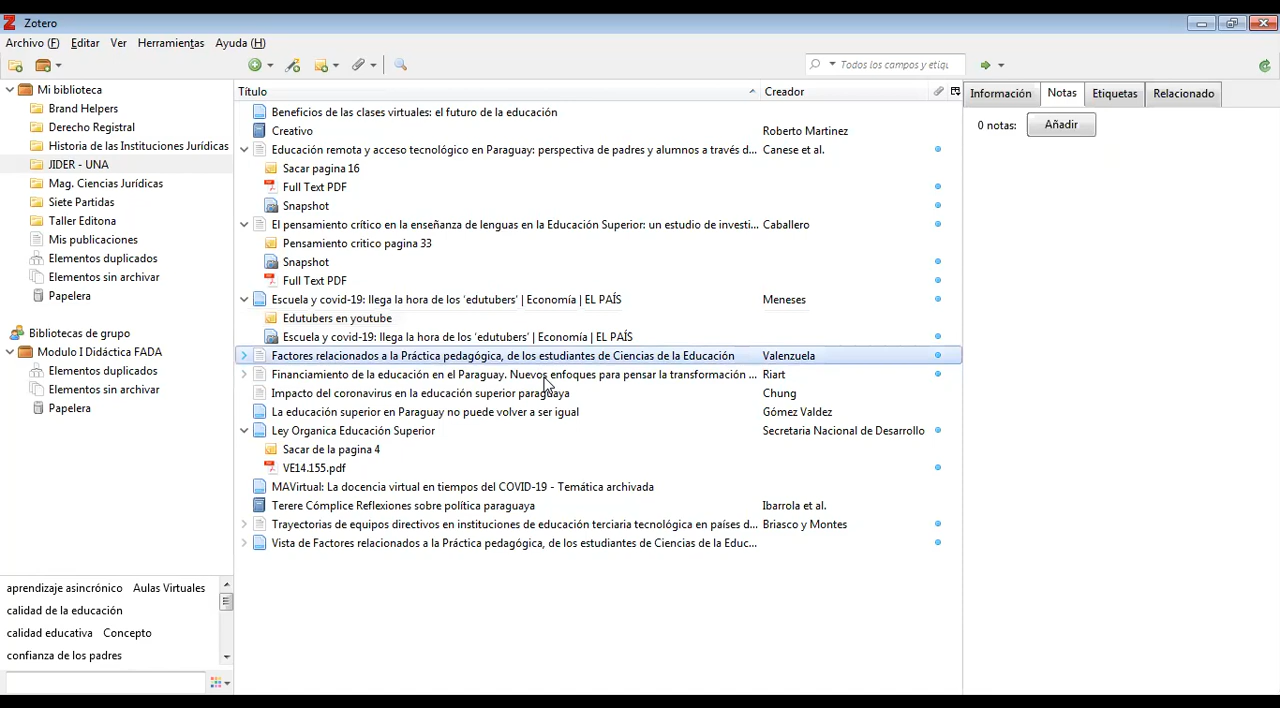 Zotero
Archivo (F) Editar Ver Herramientas Ayuda (H)
Todos los campos y etiqu
Mi biblioteca
Brand Helpers
Derecho Registral
Historia de las Instituciones Jurídicas
JIDER - UNA
Mag. Ciencias Jurídicas
Siete Partidas
Taller Editona
Mis publicaciones
Elementos duplicados
Elementos sin archivar
Papelera
Bibliotecas de grupo
Modulo I Didáctica FADA
Elementos duplicados
Elementos sin archivar
Papelera
aprendizaje asincrónico Aulas Virtuales
calidad de la educación
calidad educativa Concepto
confianza de los padres
Título Creador
Beneficios de las clases virtuales: el futuro de la educación
Creativo Roberto Martinez
Educación remota y acceso tecnológico en Paraguay: perspectiva de padres y alumnos a través d... Canese et al.
Sacar pagina 16
Full Text PDF
Snapshot
El pensamiento crítico en la enseñanza de lenguas en la Educación Superior: un estudio de investi... Caballero
Pensamiento critico pagina 33
Snapshot
Full Text PDF
Escuela y covid-19: llega la hora de los 'edutubers' | Economía | EL PAÍS Meneses
Edutubers en youtube
Escuela y covid-19: llega la hora de los 'edutubers' | Economía | EL PAÍS
Factores relacionados a la Práctica pedagógica, de los estudiantes de Ciencias de la Educación Valenzuela
Financiamiento de la educación en el Paraguay. Nuevos enfoques para pensar la transformación ... Riart
Impacto del coronavirus en la educación superior paraguaya Chung
La educación superior en Paraguay no puede volver a ser igual Gómez Valdez
Ley Organica Educación Superior Secretaria Nacional de Desarrollo
Sacar de la pagina 4
VE14.155.pdf
MAVirtual: La docencia virtual en tiempos del COVID-19 - Temática archivada
Terere Cómplice Reflexiones sobre política paraguaya Ibarrola et al.
Trayectorias de equipos directivos en instituciones de educación terciaria tecnológica en países d... Briasco y Montes
Vista de Factores relacionados a la Práctica pedagógica, de los estudiantes de Ciencias de la Educ...
Información Notas Etiquetas Relacionado
0 notas: Añadir